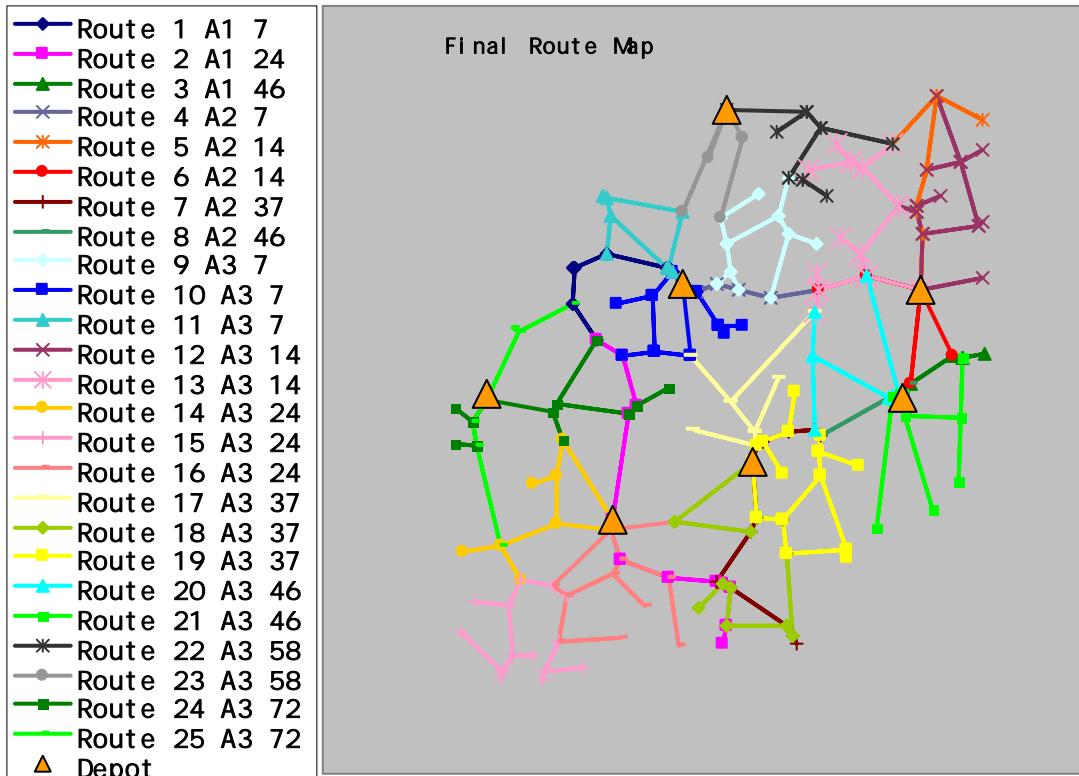 Route 1 A1 7
Route 2 A1 24
Route 3 A1 46
Route 4 A2 7
Route 5 A2 14
Route 6 A2 14
Route 7 A2 37
Route 8 A2 46
Route 9 A3 7
Route 10 A3 7
Route 11 A3 7
Route 12 A3 14
Route 13 A3 14
Route 14 A3 24
Route 15 A3 24
Route 16 A3 24
Route 17 A3 37
Route 18 A3 37
Route 19 A3 37
Route 20 A3 46
Route 21 A3 46
Route 22 A3 58
Route 23 A3 58
Route 24 A3 72
Route 25 A3 72
Depot
Final Route Map